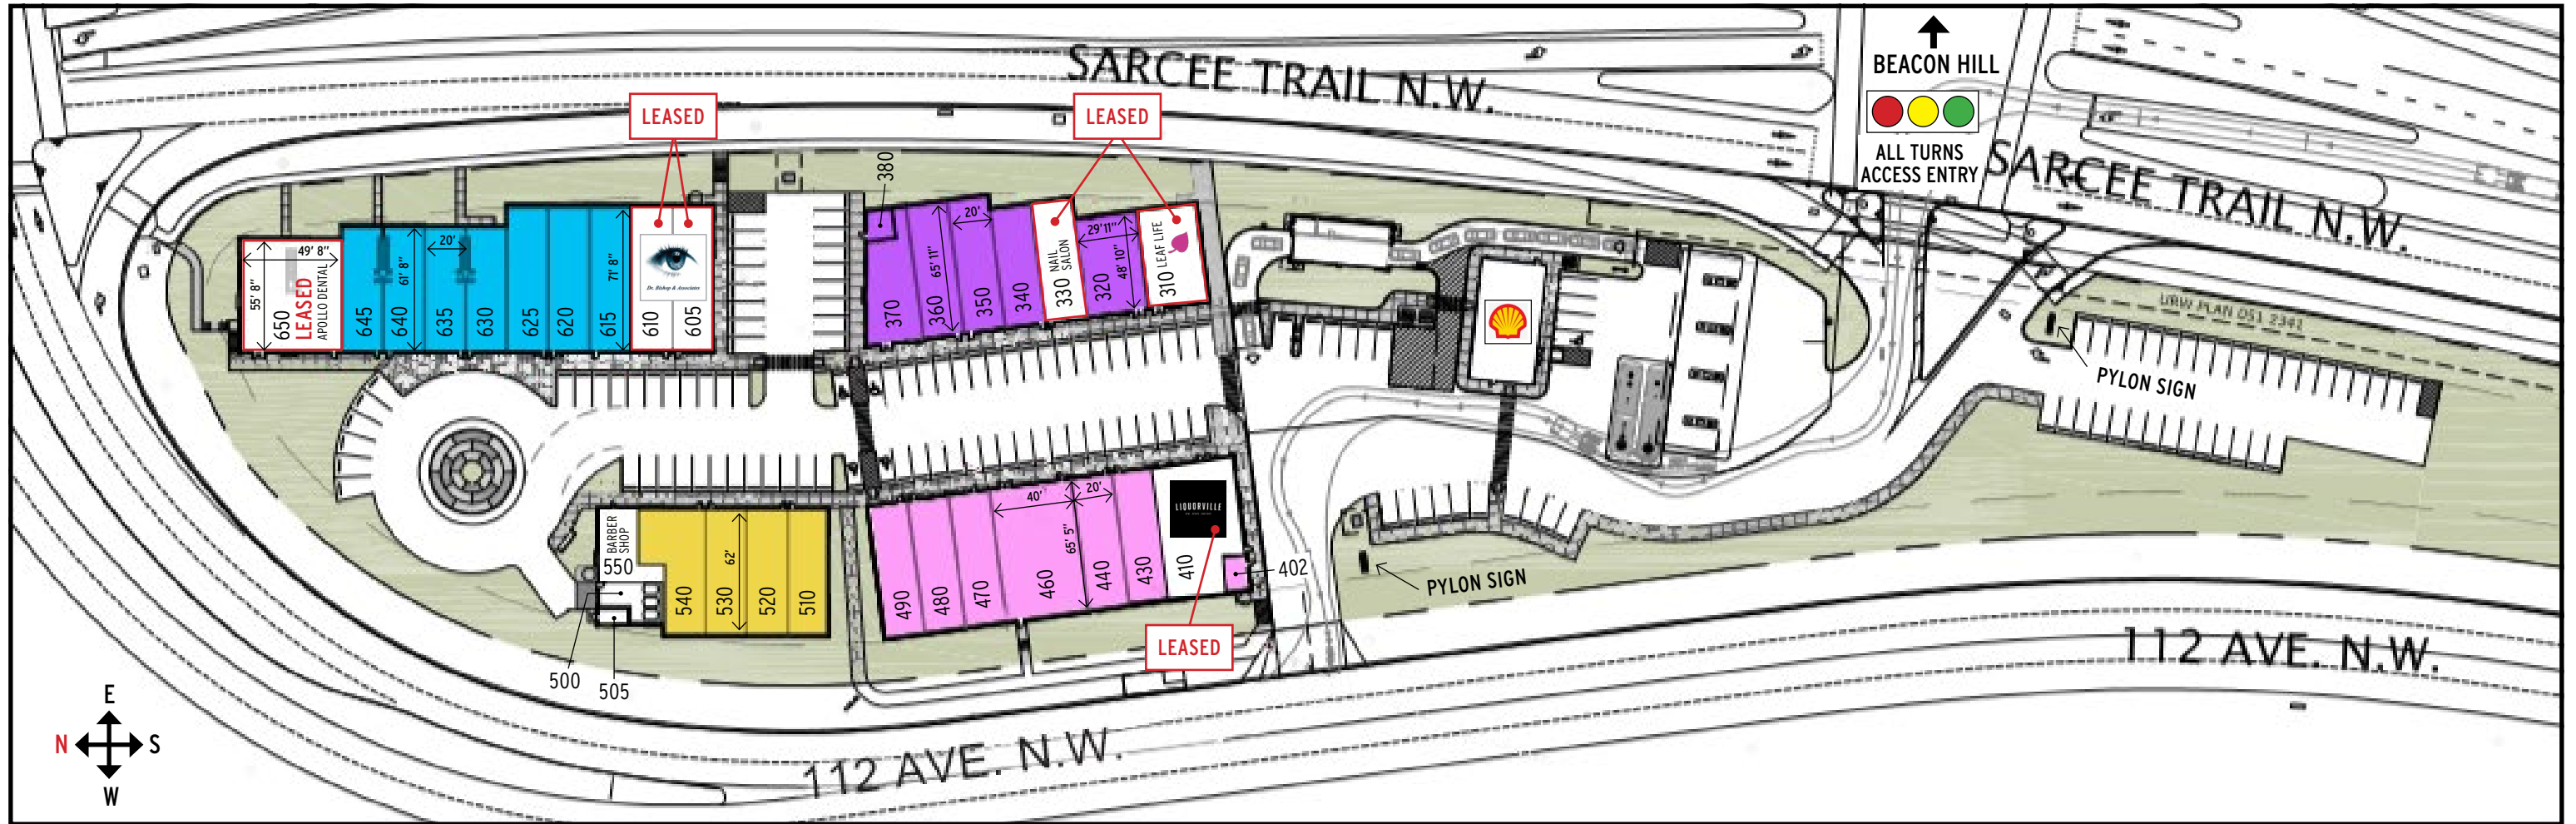 SARCEE TRAIL N.W.
BEACON HILL
ALL TURNS
ACCESS ENTRY
SARCEE TRAIL N.W.
LEASED
LEASED
380
49' 8"
55' 8"
650
LEASED
APOLLO DENTAL
645
640
61' 8"
20'
635
630
625
620
615
71' 8"
610
605
Dr. Bishop & Associates
370
360
65' 11"
20'
350
340
330
NAIL
SALON
29'11"
320
48' 10"
310
LEAF LIFE
URW PLAN 051 2341
PYLON SIGN
BARBER
SHOP
550
540
530
62'
520
510
500
505
490
480
470
40'
460
65' 5"
20'
440
430
410
LIQUORVILLE
402
LEASED
PYLON SIGN
112 AVE. N.W.
112 AVE. N.W.
E
N
S
W